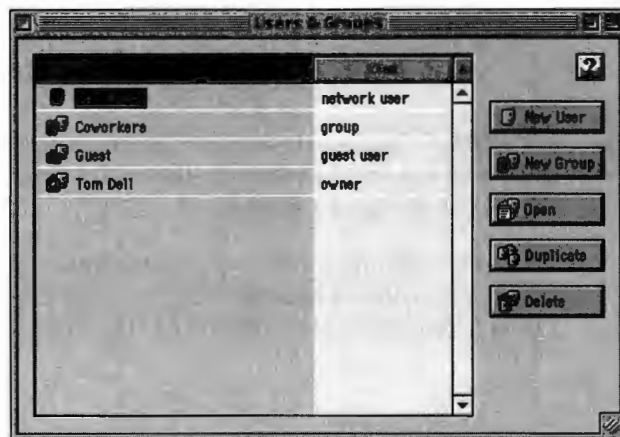 Users & Groups
Kind
network user
Coworkers group
Guest guest user
Tom Dell owner
?
New User
New Group
Open
Duplicate
Delete